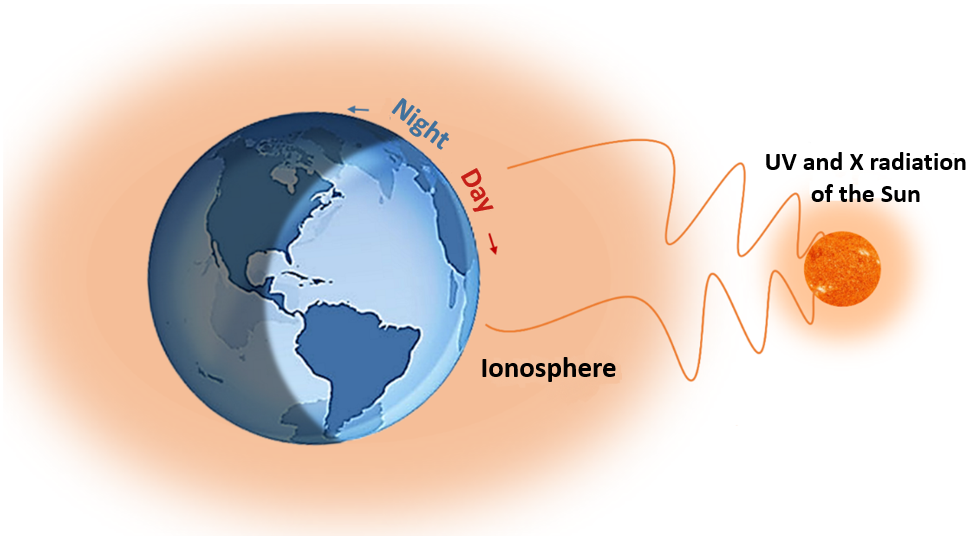 Night
Day
UV and X radiation
of the Sun
Ionosphere